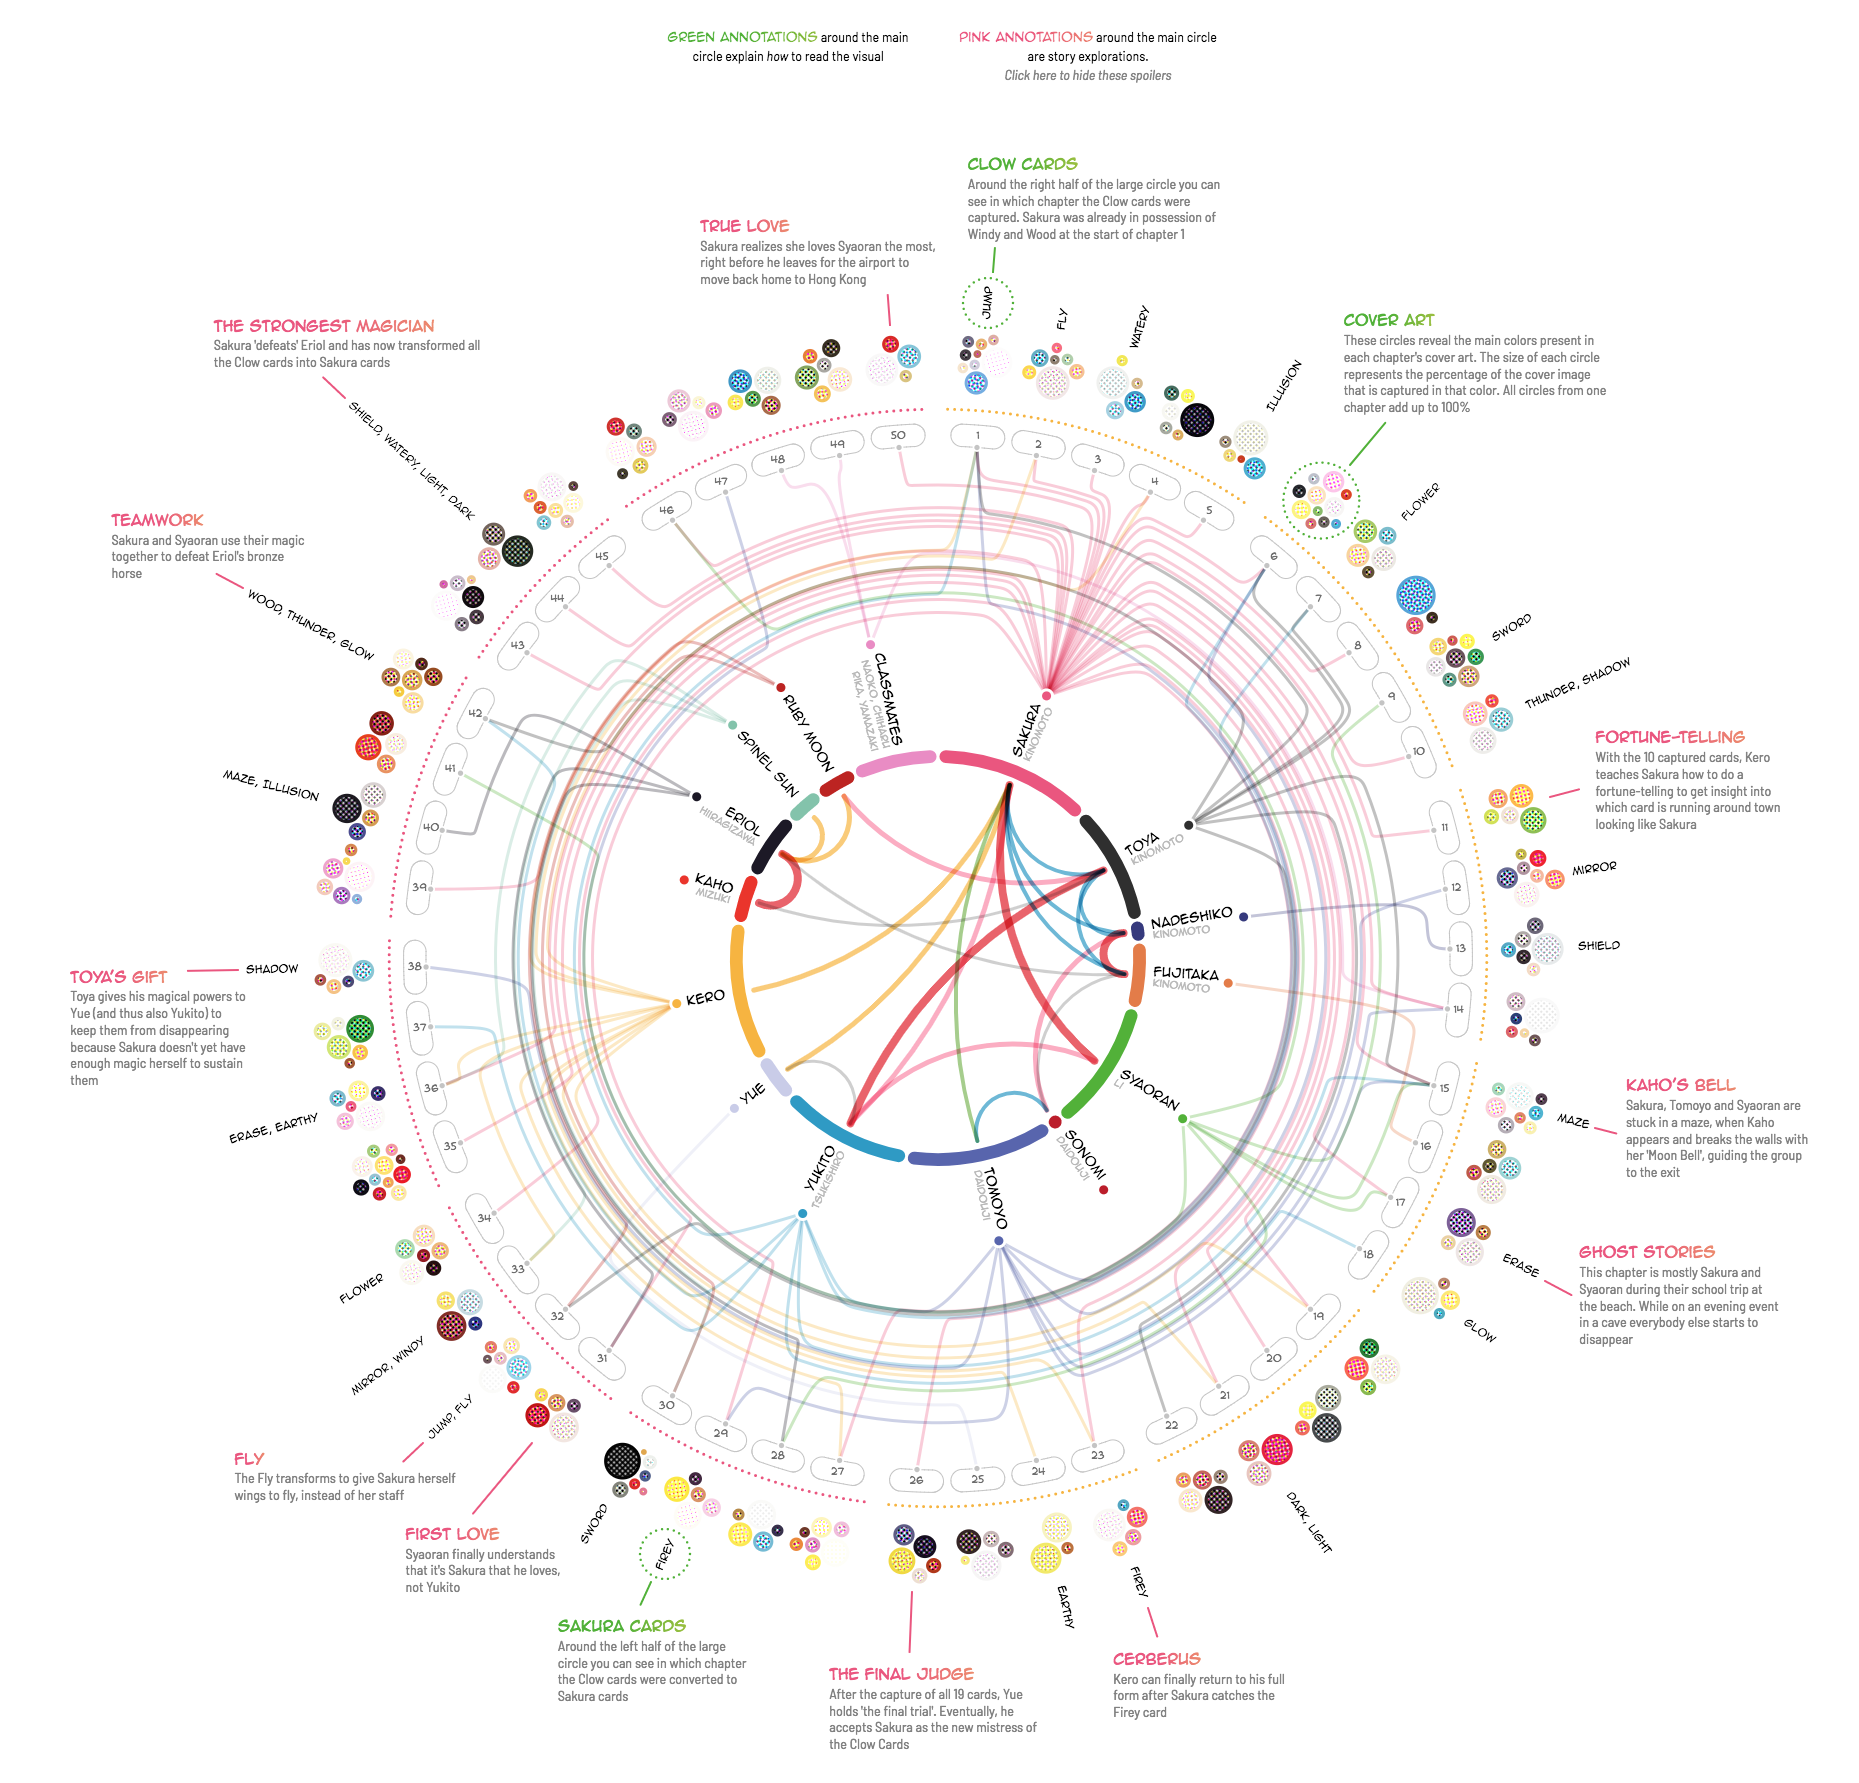 GREEN ANNOTATIONS around the main
circle explain how to read the visual
PINK ANNOTATIONS around the main circle
are story explorations.
Click here to hide these spoilers
CLOW CARDS
Around the right half of the large circle you can
see in which chapter the Clow cards were
captured. Sakura was already in possession of
Windy and Wood at the start of chapter 1
TRUE LOVE
Sakura realizes she loves Syaoran the most,
right before he leaves for the airport to
move back home to Hong Kong
THE STRONGEST MAGICIAN
Sakura 'defeats' Eriol and has now transformed all
the Clow cards into Sakura cards
COVER ART
These circles reveal the main colors present in
each chapter's cover art. The size of each circle
represents the percentage of the cover image
that is captured in that color. All circles from one
chapter add up to 100%
TEAMWORK
Sakura and Syaoran use their magic
together to defeat Eriol's bronze
horse
FORTUNE-TELLING
With the 10 captured cards, Kero
teaches Sakura how to do a
fortune-telling to get insight into
which card is running around town
looking like Sakura
TOYA'S GIFT
Toya gives his magical powers to
Yue (and thus also Yukito) to
keep them from disappearing
because Sakura doesn't yet have
enough magic herself to sustain
them
KAHO'S BELL
Sakura, Tomoyo and Syaoran are
stuck in a maze, when Kaho
appears and breaks the walls with
her 'Moon Bell', guiding the group
to the exit
GHOST STORIES
This chapter is mostly Sakura and
Syaoran during their school trip at
the beach. While on an evening event
in a cave everybody else starts to
disappear
FLY
The Fly transforms to give Sakura herself
wings to fly, instead of her staff
FIRST LOVE
Syaoran finally understands
that it's Sakura that he loves,
not Yukito
SAKURA CARDS
Around the left half of the large
circle you can see in which chapter
the Clow cards were converted to
Sakura cards
THE FINAL JUDGE
After the capture of all 19 cards, Yue
holds 'the final trial'. Eventually, he
accepts Sakura as the new mistress of
the Clow Cards
CERBERUS
Kero can finally return to his full
form after Sakura catches the
Firey card
JUMP
FLY
WATERY
ILLUSION
FLOWER
SWORD
THUNDER, SHADOW
MIRROR
SHIELD
MAZE
ERASE
GLOW
DARK, LIGHT
FIREY
EARTHY
FIREY
SWORD
JUMP, FLY
MIRROR, WINDY
FLOWER
ERASE, EARTHY
SHADOW
MAZE, ILLUSION
WOOD, THUNDER, GLOW
SHIELD, WATERY, LIGHT, DARK
1
2
3
4
5
6
7
8
9
10
11
12
13
14
15
16
17
18
19
20
21
22
23
24
25
26
27
28
29
30
31
32
33
34
35
36
37
38
39
40
41
42
43
44
45
46
47
48
49
50
SAKURA
KINOMOTO
TOYA
KINOMOTO
NADESHIKO
KINOMOTO
FUJITAKA
KINOMOTO
SYAORAN
LI
SONOMI
DAIDOUJI
TOMOYO
DAIDOUJI
YUKITO
TSUKISHIRO
YUE
KERO
KAHO
MIZUKI
ERIOL
HIIRAGIZAWA
SPINEL SUN
RUBY MOON
CLASSMATES
NAOKO, CHIHARU
RIKA, YAMAZAKI